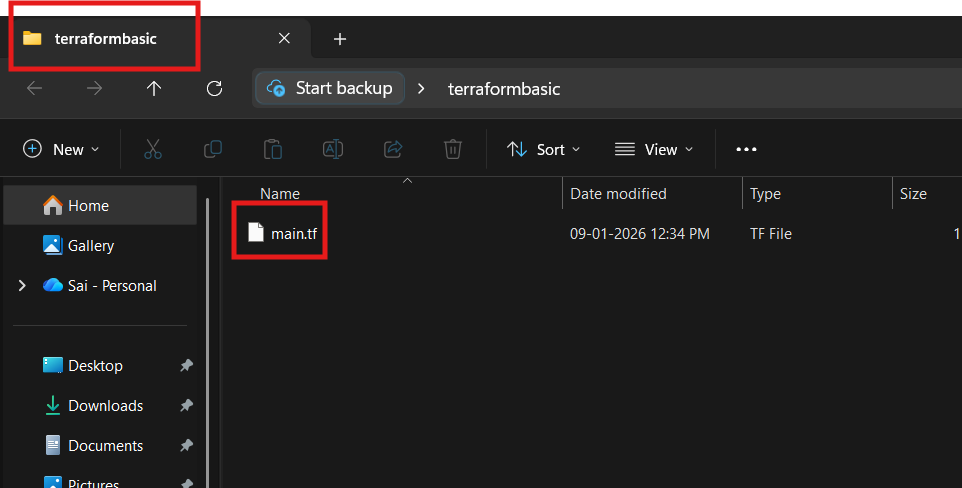 terraformbasic
Start backup > terraformbasic
New Sort View
Name Date modified Type Size
Home
main.tf 09-01-2026 12:34 PM TF File 1
Gallery
Sai - Personal
Desktop
Downloads
Documents
Pictures